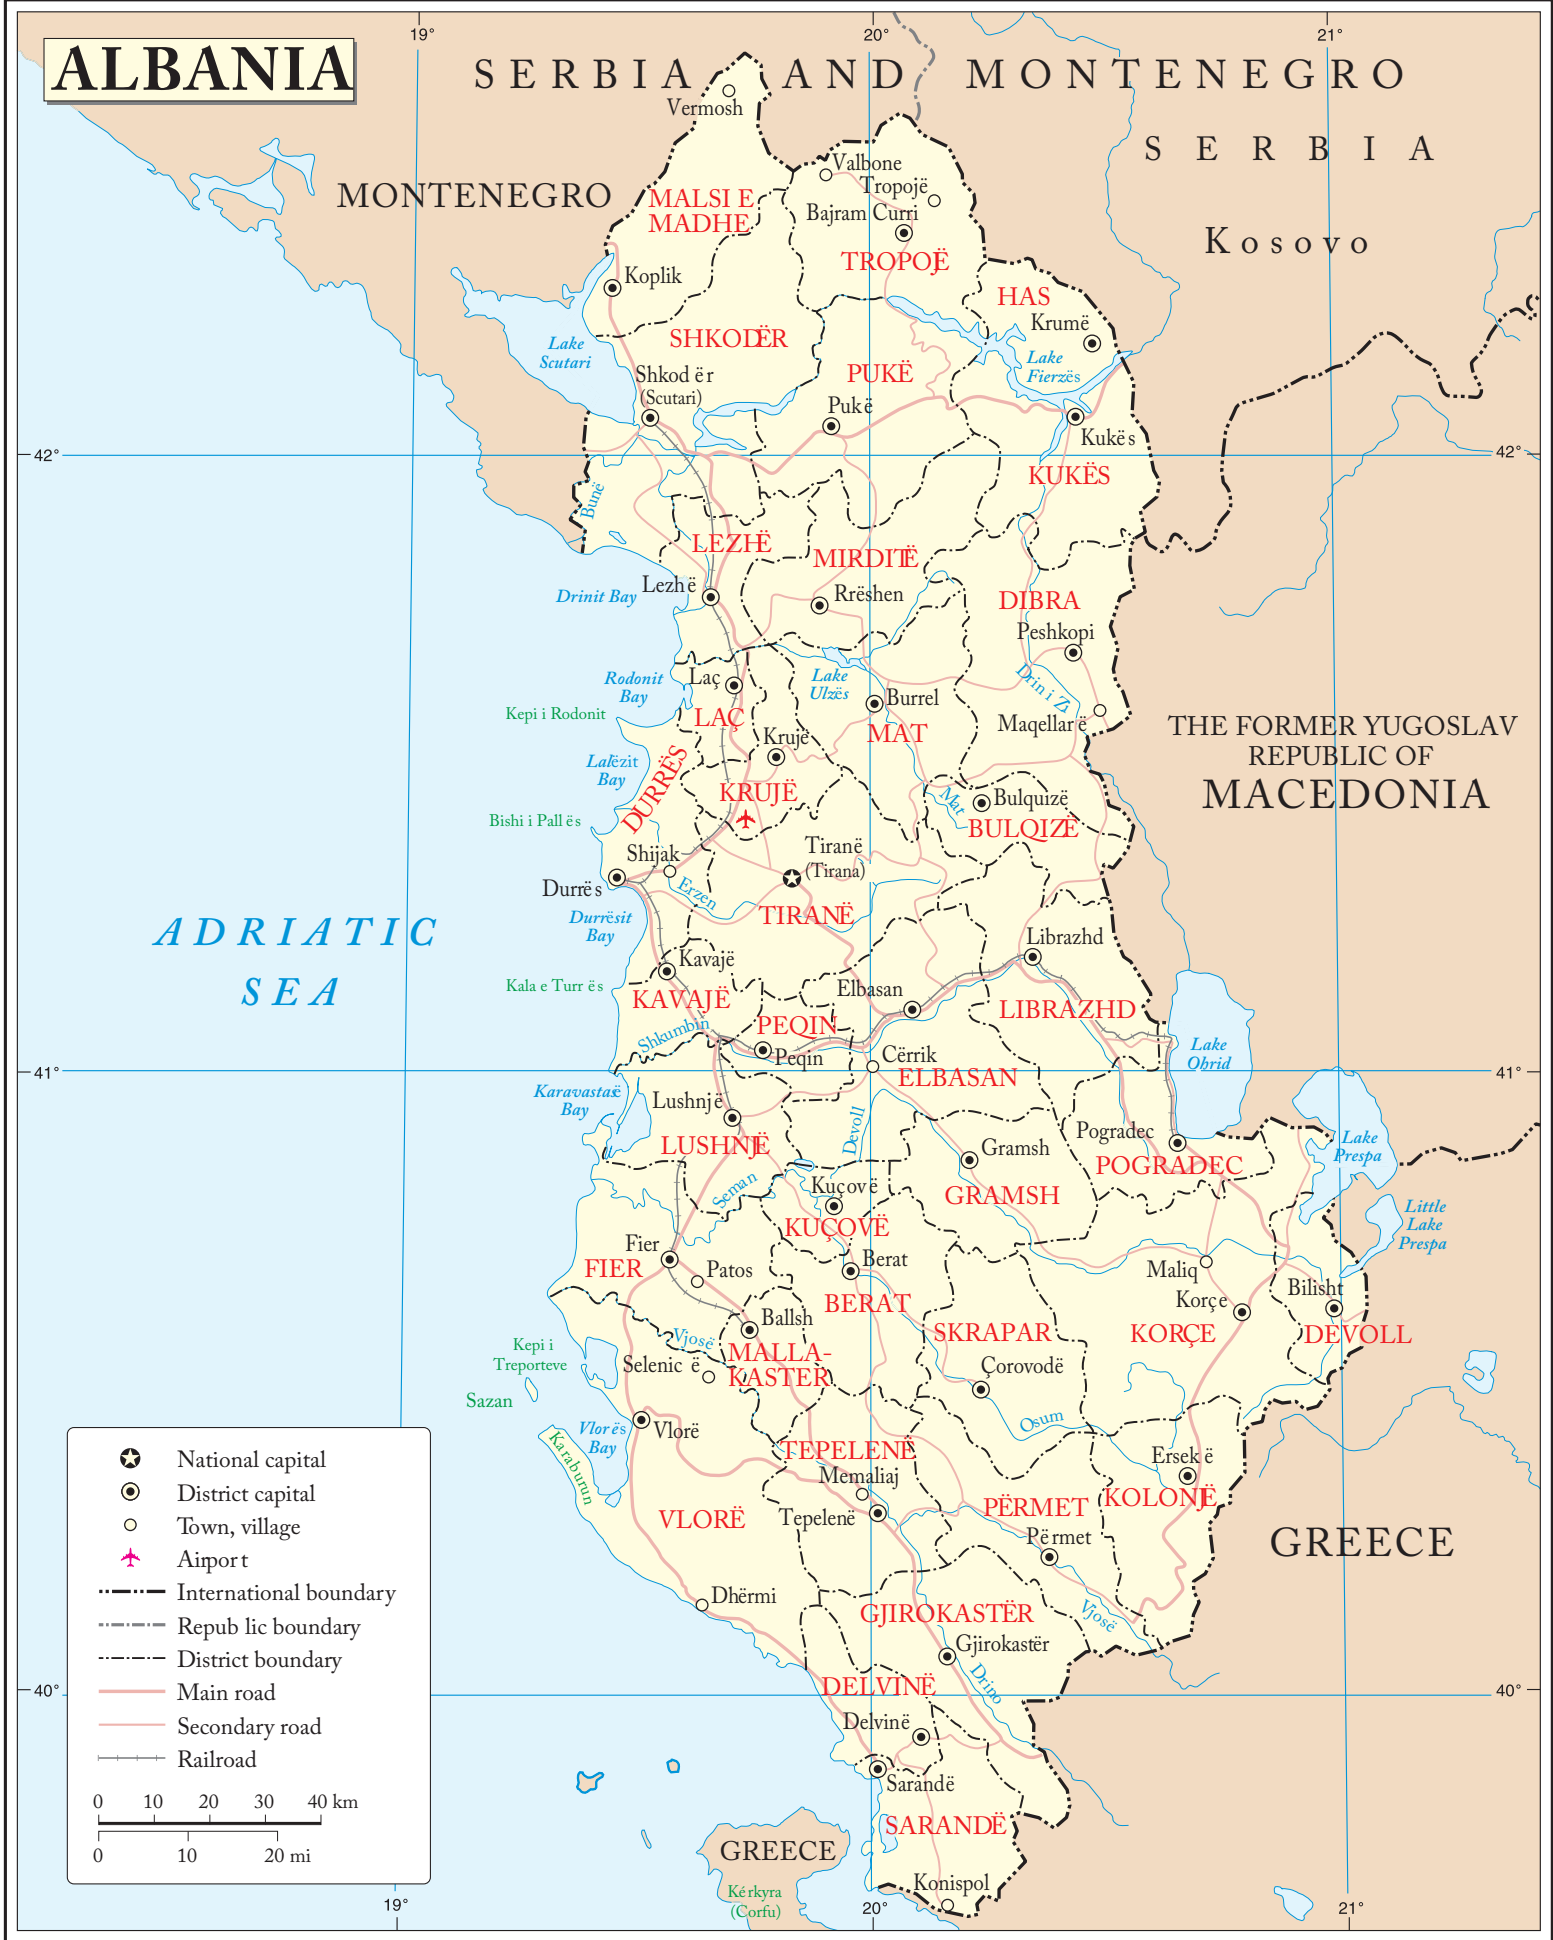 19°
20°
21°
ALBANIA
SERBIA AND MONTENEGRO
Vermosh
SERBIA
Valbone
Tropojë
MONTENEGRO
MALSI E
MADHE
Bajram Curri
Kosovo
TROPOJË
Koplik
HAS
Krumë
SHKODËR
Lake
Scutari
Lake
Fierzës
PUKË
Shkodër
(Scutari)
Pukë
Kukës
42°
42°
KUKËS
Bunë
LEZHË
MIRDITË
Lezhë
Drinit Bay
Rrëshen
DIBRA
Peshkopi
Rodonit
Bay
Laç
Lake
Ulzës
Burrel
Drin i Zi
Kepi i Rodonit
LAÇ
MAT
Maqellarë
THE FORMER YUGOSLAV
REPUBLIC OF
MACEDONIA
Krujë
Lalëzit
Bay
DURRËS
KRUJË
Mat
Bulquizë
BULQIZË
Bishi i Pallës
Shijak
Tiranë
(Tirana)
Durrës
Erzen
TIRANË
Durrësit
Bay
ADRIATIC
SEA
Librazhd
Kavajë
Kala e Turrës
KAVAJË
Elbasan
LIBRAZHD
PEQIN
Shkumbin
Peqin
Cërrik
Lake
Ohrid
41°
41°
ELBASAN
Karavastasë
Bay
Lushnjë
Devoll
LUSHNJË
Gramsh
Pogradec
POGRADEC
Lake
Prespa
Seman
Kuçovë
GRAMSH
KUÇOVË
Little
Lake
Prespa
Fier
FIER
Patos
Berat
Maliq
Korçe
Bilisht
BERAT
Ballsh
SKRAPAR
KORÇE
DEVOLL
Vjosë
Kepi i
Treporteve
Selenicë
MALLA-
KASTER
Çorovodë
Sazan
Vlorës
Bay
Vlorë
Osum
Karaburun
TEPELENË
Ersekë
Memaliaj
KOLONJË
VLORË
Tepelenë
PËRMET
Përmet
GREECE
Dhërmi
GJIROKASTËR
Vjosë
Gjirokastër
DELVINË
Drino
40°
40°
Delvinë
Sarandë
SARANDË
GREECE
Konispol
Kérkyra
(Corfu)
National capital
District capital
Town, village
Airport
International boundary
Republic boundary
District boundary
Main road
Secondary road
Railroad
0 10 20 30 40 km
0 10 20 mi
19°
20°
21°